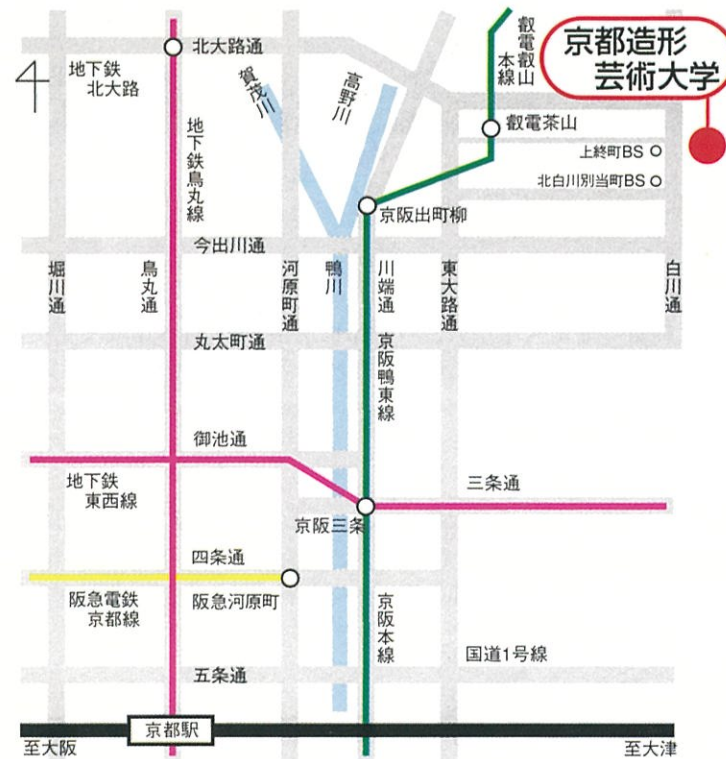 京都造形
芸術大学
叡電叡山
本線
北大路通
地下鉄
北大路
賀茂川
高野川
叡電茶山
上終町BS
北白川別当町BS
地下鉄烏丸線
京阪出町柳
今出川通
堀川通
烏丸通
河原町通
鴨川
川端通
東大路通
白川通
丸太町通
京阪鴨東線
御池通
地下鉄
東西線
三条通
京阪三条
四条通
阪急電鉄
京都線
阪急河原町
京阪本線
国道1号線
五条通
京都駅
至大阪
至大津